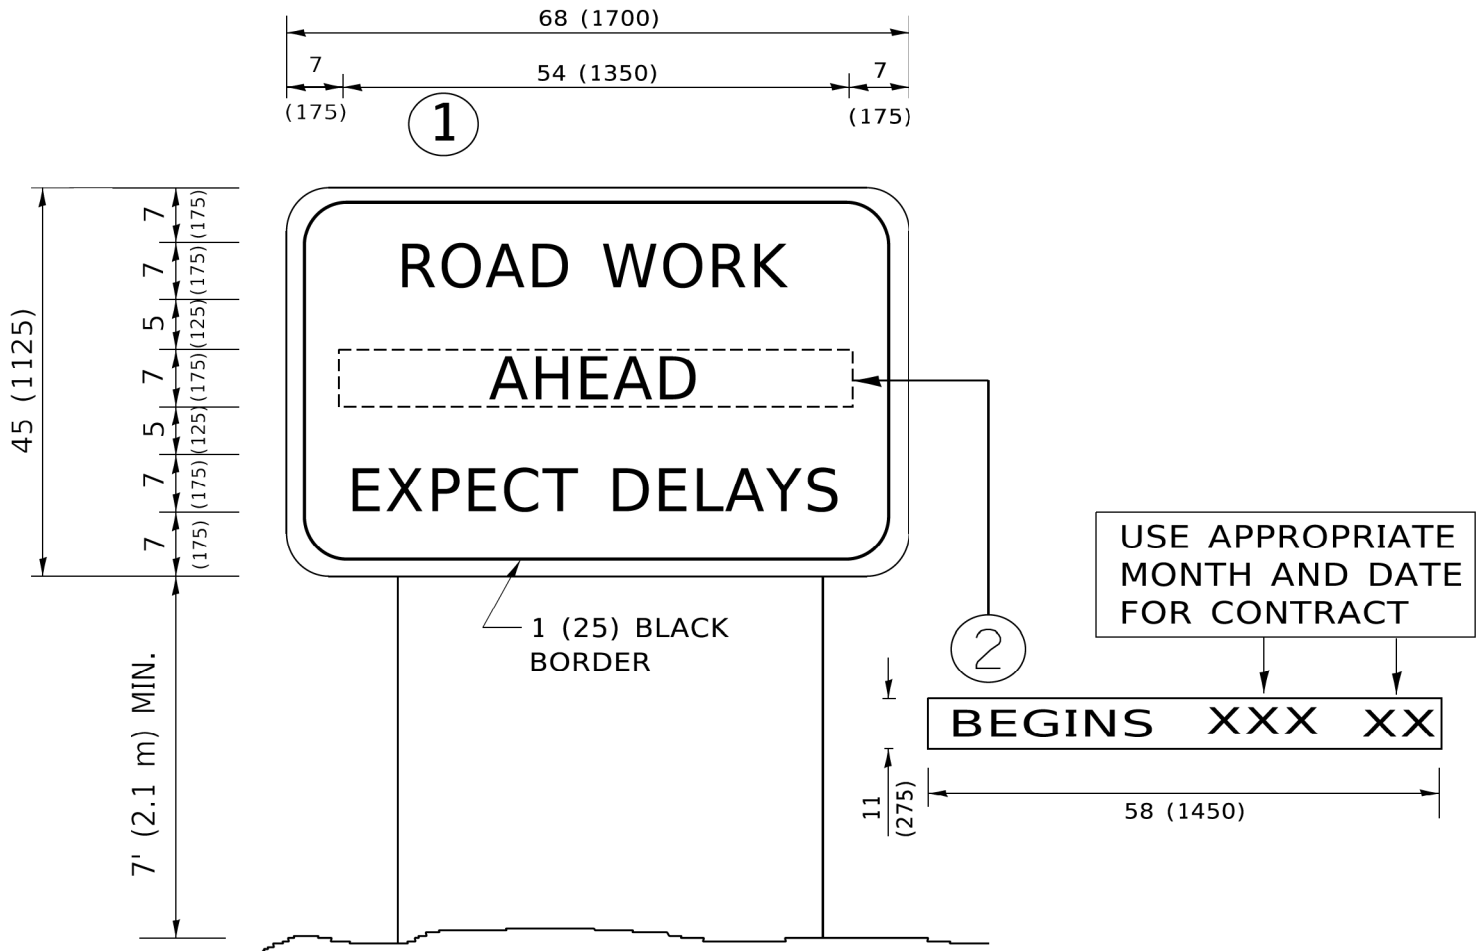 68 (1700)
7
54 (1350)
7
(175)
(175)
1
7
(175)
7
(175)
5
(125)
7
(175)
5
(125)
7
(175)
7
(175)
45 (1125)
ROAD WORK
AHEAD
EXPECT DELAYS
1 (25) BLACK
BORDER
7' (2.1 m) MIN.
2
USE APPROPRIATE
MONTH AND DATE
FOR CONTRACT
BEGINS XXX XX
11
(275)
58 (1450)